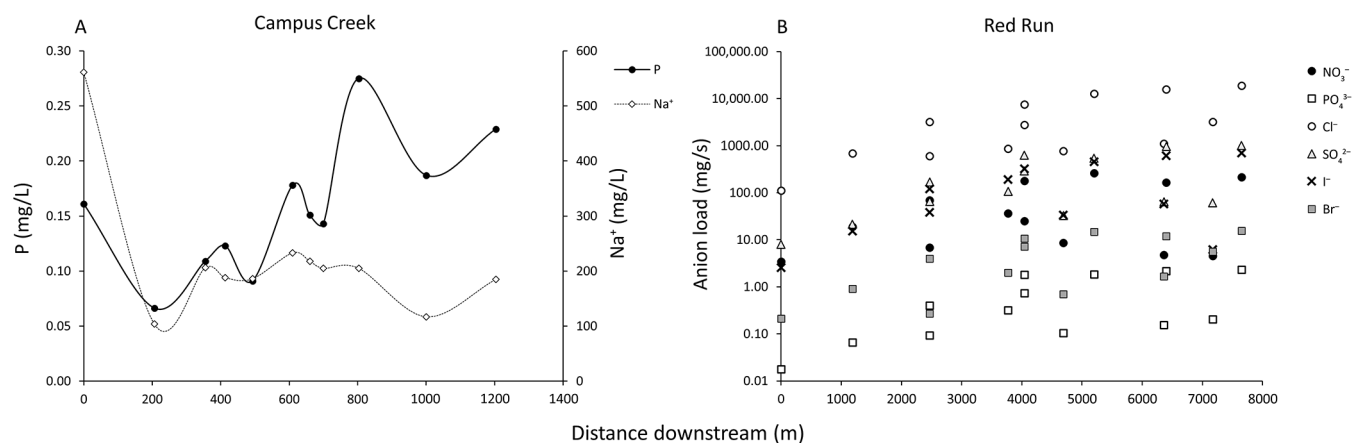 A
Campus Creek
0.30
0.25
0.20
0.15
0.10
0.05
0.00
P (mg/L)
600
500
400
300
200
100
0
Na⁺ (mg/L)
0
200
400
600
800
1000
1200
1400
P
Na⁺
B
Red Run
100,000.00
10,000.00
1000.00
100.00
10.00
1.00
0.10
0.01
Anion load (mg/s)
0
1000
2000
3000
4000
5000
6000
7000
8000
NO₃⁻
PO₄³⁻
Cl⁻
SO₄²⁻
I⁻
Br⁻
Distance downstream (m)